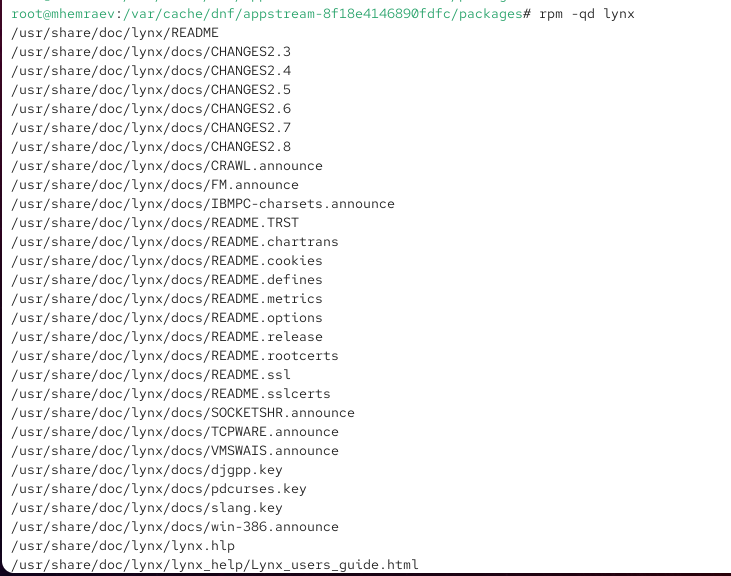 root@mhemraev:/var/cache/dnf/appstream-8f18e4146890fdfc/packages# rpm -qd lynx
/usr/share/doc/lynx/README
/usr/share/doc/lynx/docs/CHANGES2.3
/usr/share/doc/lynx/docs/CHANGES2.4
/usr/share/doc/lynx/docs/CHANGES2.5
/usr/share/doc/lynx/docs/CHANGES2.6
/usr/share/doc/lynx/docs/CHANGES2.7
/usr/share/doc/lynx/docs/CHANGES2.8
/usr/share/doc/lynx/docs/CRAWL.announce
/usr/share/doc/lynx/docs/FM.announce
/usr/share/doc/lynx/docs/IBMPC-charsets.announce
/usr/share/doc/lynx/docs/README.TRST
/usr/share/doc/lynx/docs/README.chartrans
/usr/share/doc/lynx/docs/README.cookies
/usr/share/doc/lynx/docs/README.defines
/usr/share/doc/lynx/docs/README.metrics
/usr/share/doc/lynx/docs/README.options
/usr/share/doc/lynx/docs/README.release
/usr/share/doc/lynx/docs/README.rootcerts
/usr/share/doc/lynx/docs/README.ssl
/usr/share/doc/lynx/docs/README.sslcerts
/usr/share/doc/lynx/docs/SOCKETSHR.announce
/usr/share/doc/lynx/docs/TCPWARE.announce
/usr/share/doc/lynx/docs/VMSWAIS.announce
/usr/share/doc/lynx/docs/djgpp.key
/usr/share/doc/lynx/docs/pdcurses.key
/usr/share/doc/lynx/docs/slang.key
/usr/share/doc/lynx/docs/win-386.announce
/usr/share/doc/lynx/lynx.hlp
/usr/share/doc/lynx/lynx_help/Lynx_users_guide.html